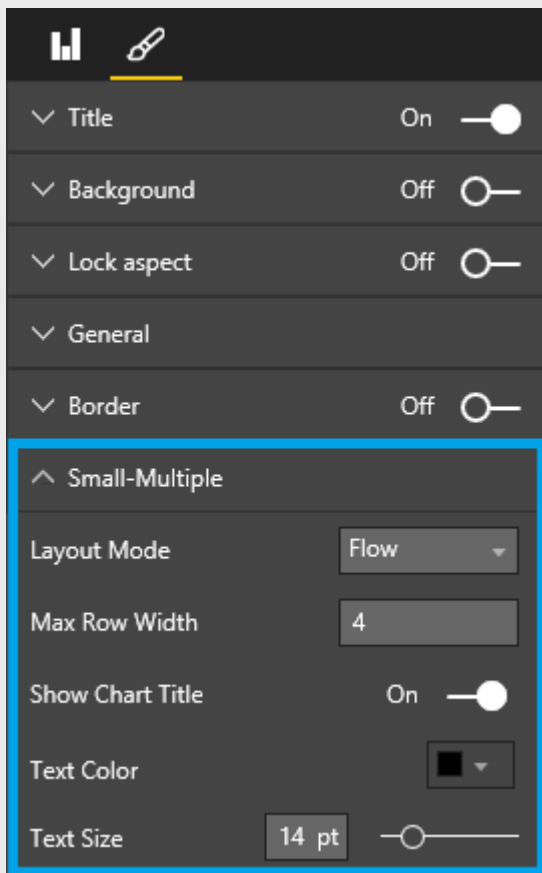 Title On
Background Off
Lock aspect Off
General
Border Off
Small-Multiple
Layout Mode Flow
Max Row Width 4
Show Chart Title On
Text Color
Text Size 14 pt